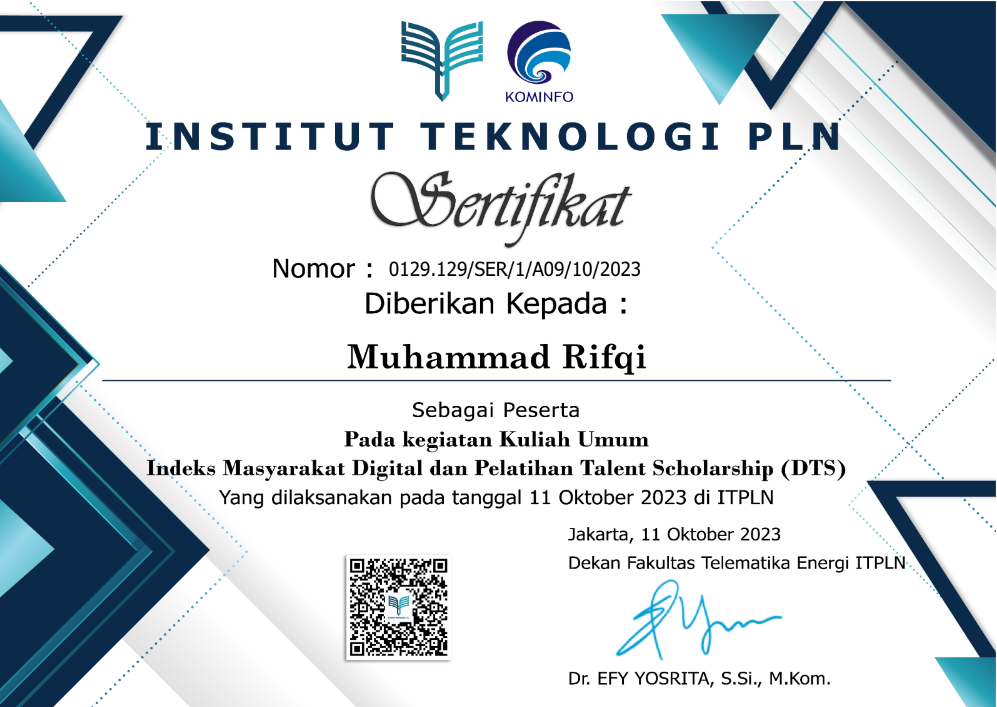 KOMINFO
INSTITUT TEKNOLOGI PLN
Sertifikat
Nomor : 0129.129/SER/1/A09/10/2023
Diberikan Kepada :
Muhammad Rifqi
Sebagai Peserta
Pada kegiatan Kuliah Umum
Indeks Masyarakat Digital dan Pelatihan Talent Scholarship (DTS)
Yang dilaksanakan pada tanggal 11 Oktober 2023 di ITPLN
Jakarta, 11 Oktober 2023
Dekan Fakultas Telematika Energi ITPLN
Dr. EFY YOSRITA, S.Si., M.Kom.